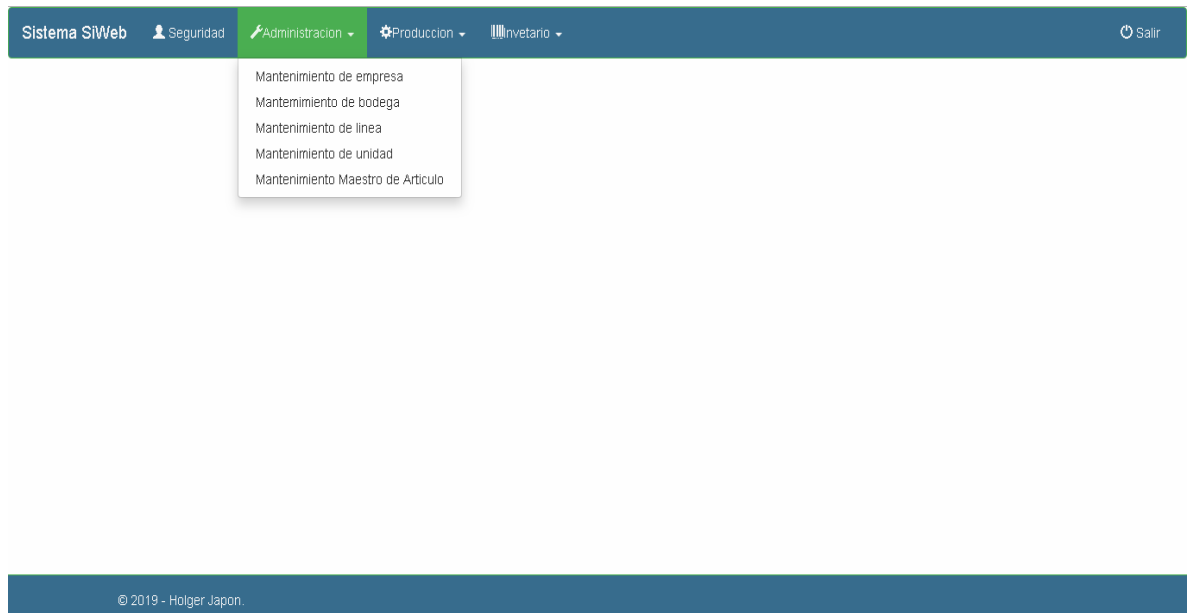 Sistema SiWeb Seguridad Administracion Produccion Invetario Salir
Mantenimiento de empresa
Mantemimiento de bodega
Mantenimiento de linea
Mantenimiento de unidad
Mantenimiento Maestro de Articulo
© 2019 - Holger Japon.